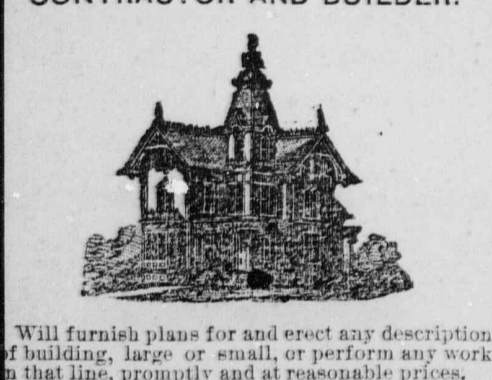 CONTRACTOR AND BUILDER.
Will furnish plans for and erect any description
of building, large or small, or perform any work
in that line, promptly and at reasonable prices.